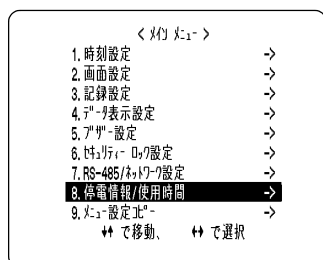 < ﾒｲﾝ ﾒﾆｭｰ >
1. 時刻設定 ->
2. 画面設定 ->
3. 記録設定 ->
4. ﾃﾞｰﾀ表示設定 ->
5. ﾌﾞｻﾞｰ設定 ->
6. ｾｷｭﾘﾃｨｰ ﾛｯｸ設定 ->
7. RS-485/ﾈｯﾄﾜｰｸ設定 ->
8. 停電情報/使用時間 ->
9. ﾒﾆｭｰ設定ｺﾋﾟｰ ->
↓↑ で移動、 ←→ で選択